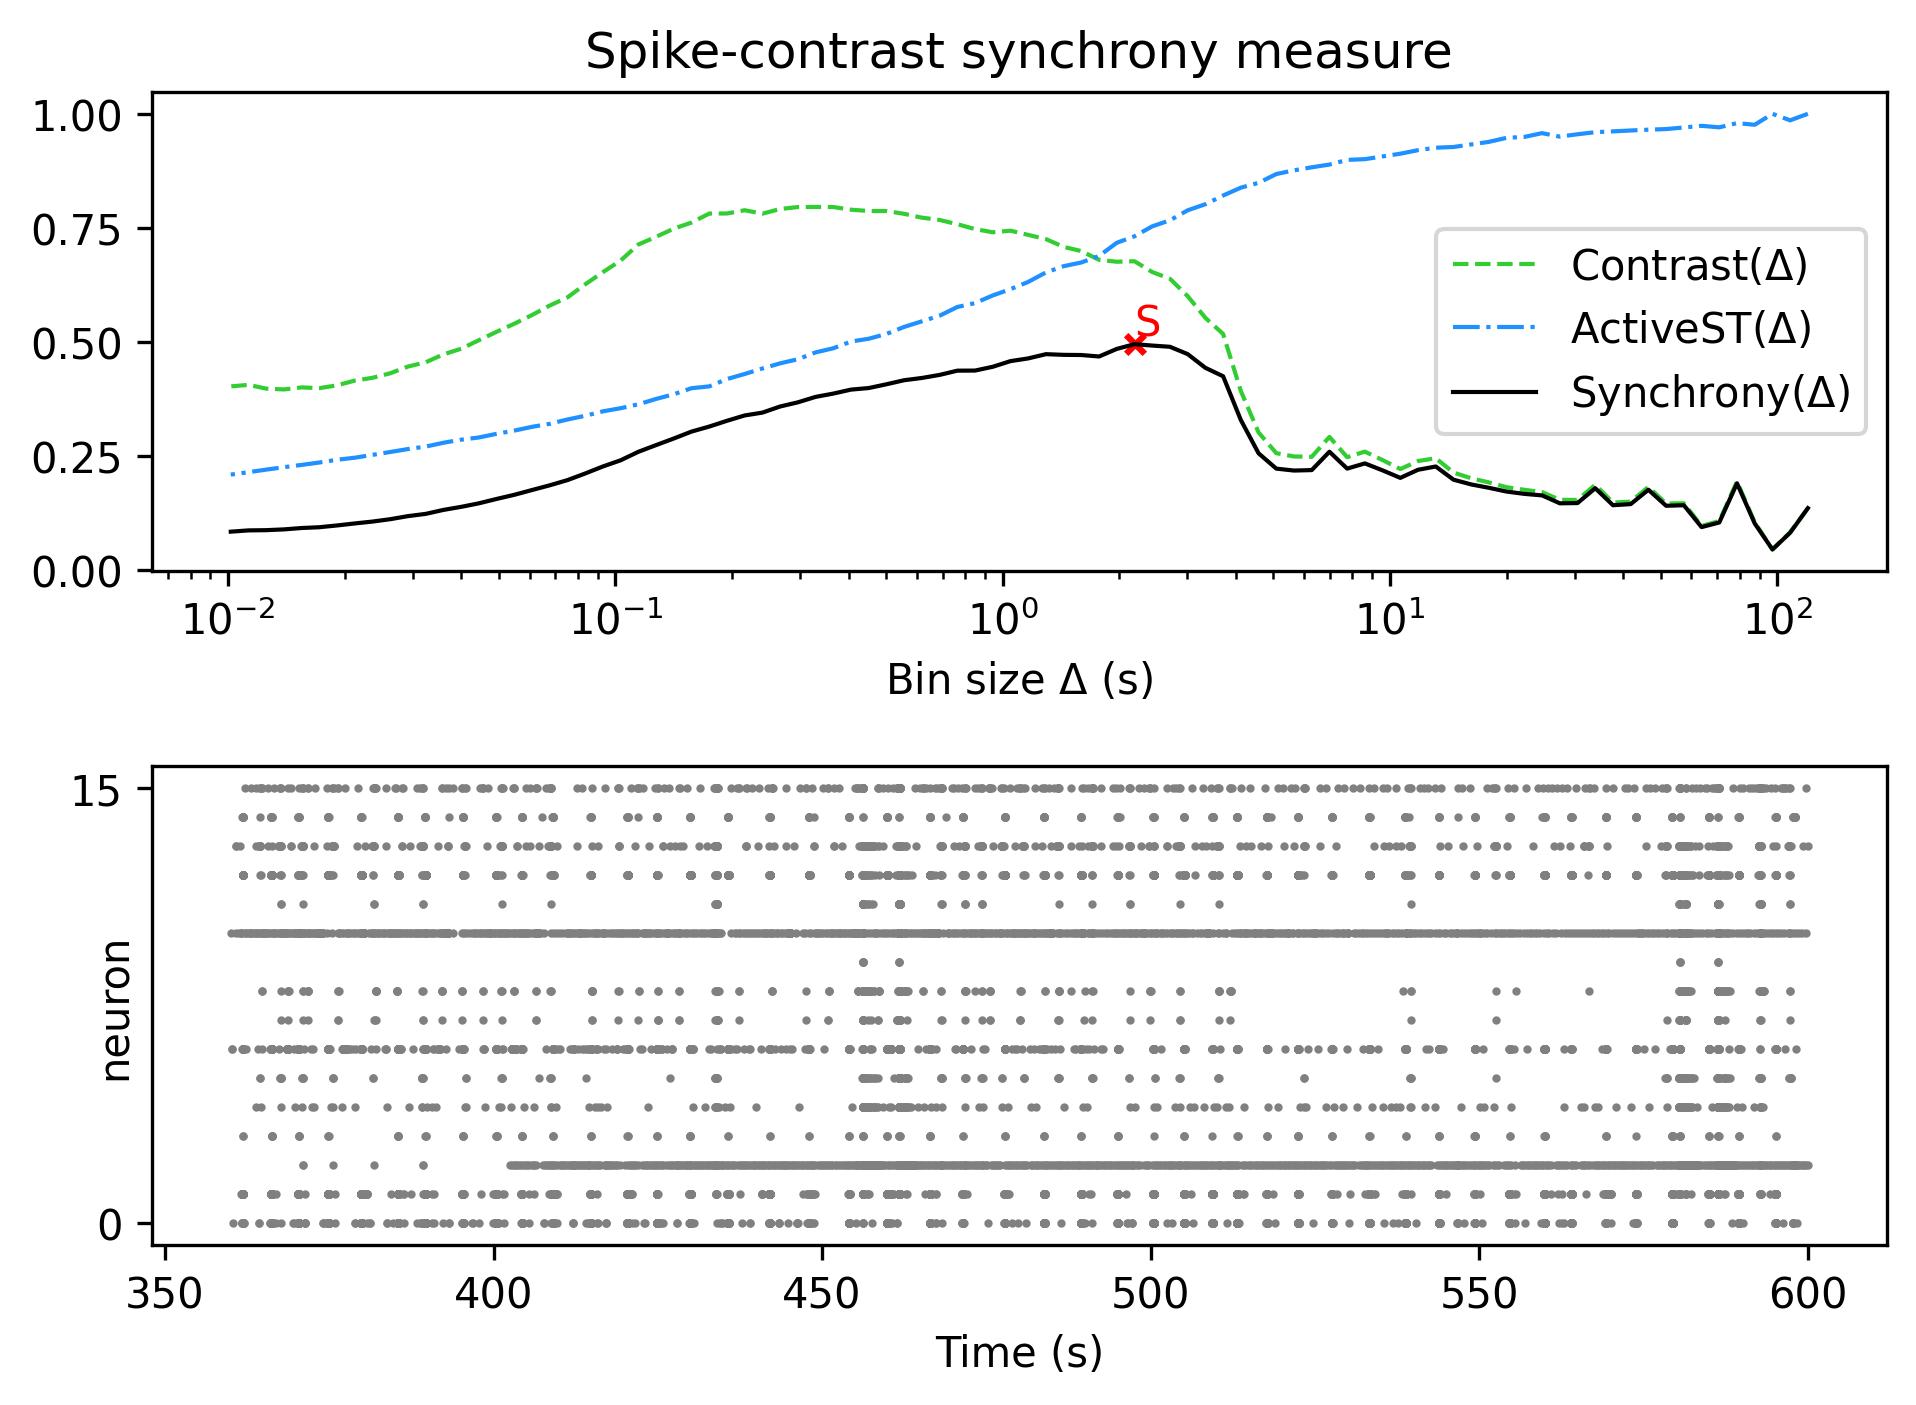 Spike-contrast synchrony measure
1.00
0.75
0.50
0.25
0.00
S
Contrast(Δ)
ActiveST(Δ)
Synchrony(Δ)
10⁻² 10⁻¹ 10⁰ 10¹ 10²
Bin size Δ (s)
15
neuron
0
350 400 450 500 550 600
Time (s)